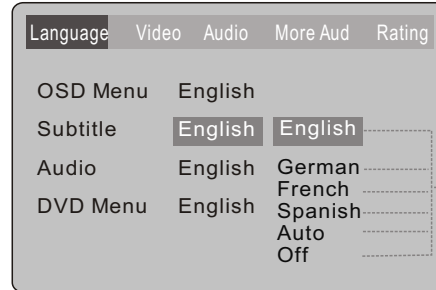 Language Video Audio More Aud Rating
OSD Menu English
Subtitle English English
Audio English German
French
DVD Menu English Spanish
Auto
Off